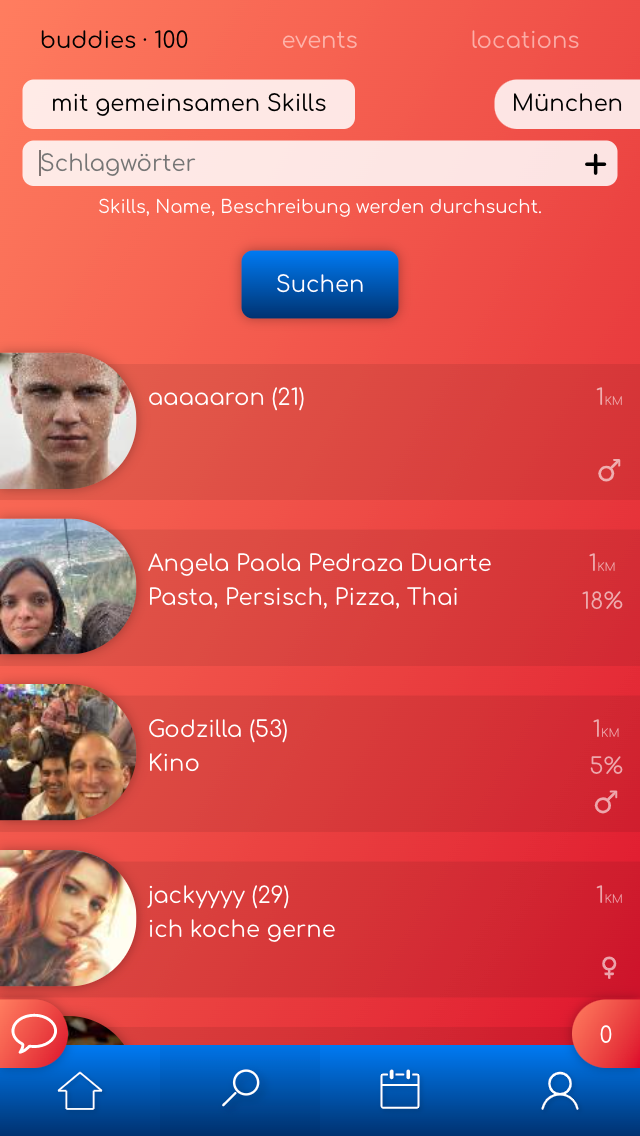 buddies · 100 events locations
mit gemeinsamen Skills München
Schlagwörter
Skills, Name, Beschreibung werden durchsucht.
Suchen
aaaaaron (21) 1KM
Angela Paola Pedraza Duarte 1KM
Pasta, Persisch, Pizza, Thai 18%
Godzilla (53) 1KM
Kino 5%
jackyyyy (29) 1KM
ich koche gerne
0